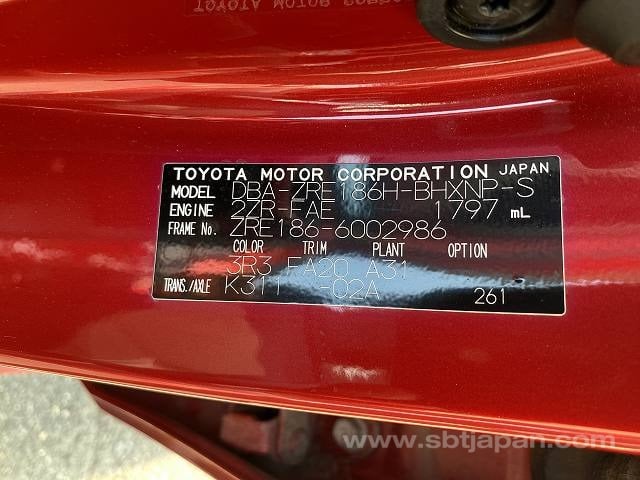 TOYOTA MOTOR CORPORATION JAPAN
MODEL DBA-ZRE186H-BHXNP-S
ENGINE 2ZR-FAE 1797 mL
FRAME No. ZRE186-6002986
COLOR TRIM PLANT OPTION
3R3 FA20 A31
TRANS./AXLE K311 -02A 261
www.sbtjapan.com